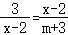 3/(x-2) = (x-2)/(m+3)